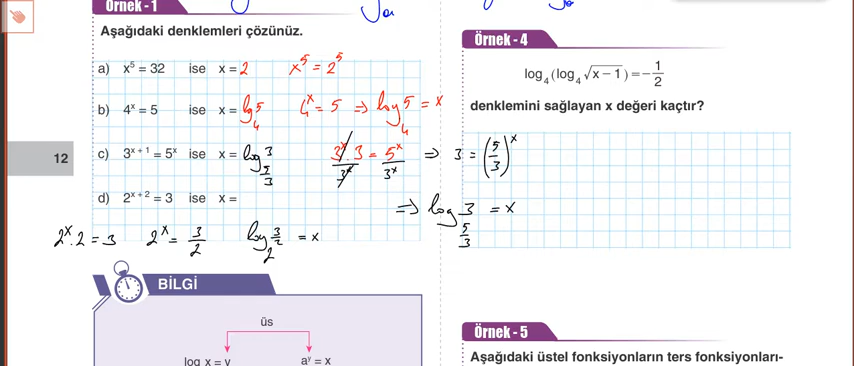 Örnek - 1
Aşağıdaki denklemleri çözünüz.
a) x⁵ = 32 ise x = 2 x⁵ = 2⁵
b) 4ˣ = 5 ise x = log₄5 4ˣ = 5 ⇒ log₄5 = x
c) 3ˣ⁺¹ = 5ˣ ise x = log_(5/3) 3 3ˣ.3/3ˣ = 5ˣ/3ˣ ⇒ 3 = (5/3)ˣ
⇒ log_(5/3) 3 = x
d) 2ˣ⁺² = 3 ise x =
2ˣ.2 = 3 2ˣ = 3/2 log₂ 3/2 = x
12
BİLGİ
üs
log x = y aʸ = x
Örnek - 4
log₄(log₄√(x – 1)) = –1/2
denklemini sağlayan x değeri kaçtır?
Örnek - 5
Aşağıdaki üstel fonksiyonların ters fonksiyonları-